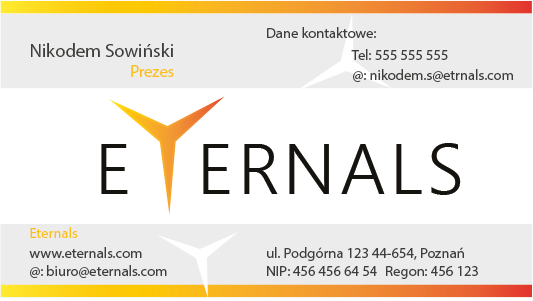 Nikodem Sowiński
Prezes
Dane kontaktowe:
Tel: 555 555 555
@: nikodem.s@etrnals.com
EYERNALS
Eternals
www.eternals.com
@: biuro@eternals.com
ul. Podgórna 123 44-654, Poznań
NIP: 456 456 64 54 Regon: 456 123